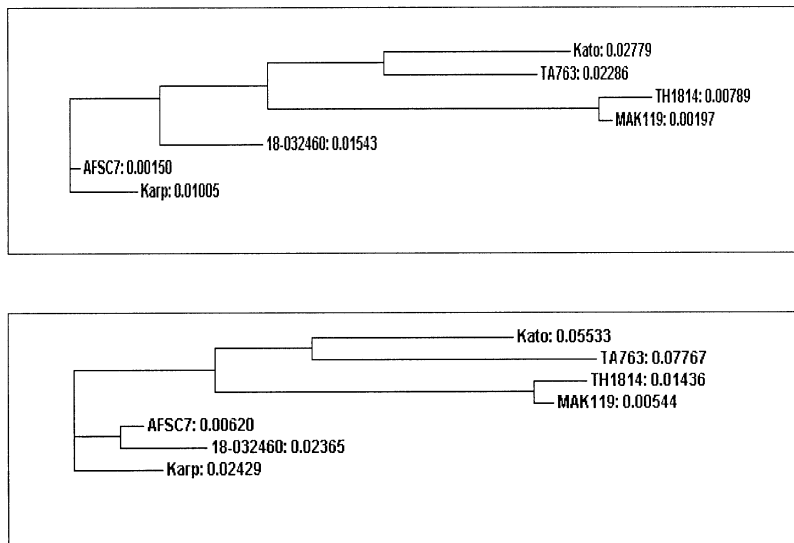 Kato: 0.02779
TA763: 0.02286
TH1814: 0.00789
MAK119: 0.00197
18-032460: 0.01543
AFSC7: 0.00150
Karp: 0.01005
Kato: 0.05533
TA763: 0.07767
TH1814: 0.01436
MAK119: 0.00544
AFSC7: 0.00620
18-032460: 0.02365
Karp: 0.02429